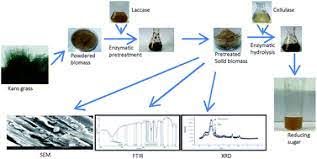 Laccase
Cellulase
Kans grass
Powdered
biomass
Enzymatic
pretreatment
Pretreated
Solid biomass
Enzymatic
hydrolysis
Reducing
sugar
SEM
FTIR
XRD